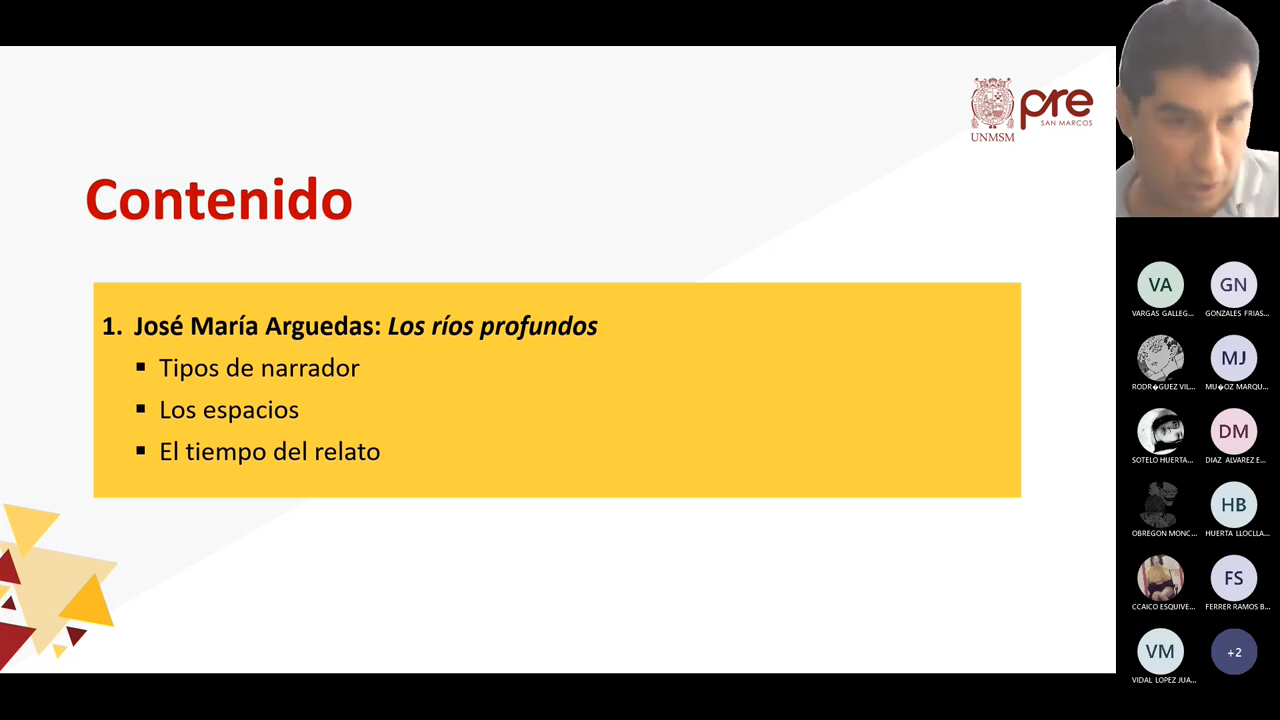 UNMSM
pre
SAN MARCOS
Contenido
1. José María Arguedas: Los ríos profundos
▪ Tipos de narrador
▪ Los espacios
▪ El tiempo del relato
VA
GN
VARGAS GALLEG...
GONZALES FRIAS...
MJ
RODR�GUEZ VIL...
MU�OZ MARQU...
DM
SOTELO HUERTA...
DIAZ ALVAREZ E...
HB
OBREGON MONC...
HUERTA LLOCLLA...
FS
CCAICO ESQUIVE...
FERRER RAMOS B...
VM
+2
VIDAL LOPEZ JUA...